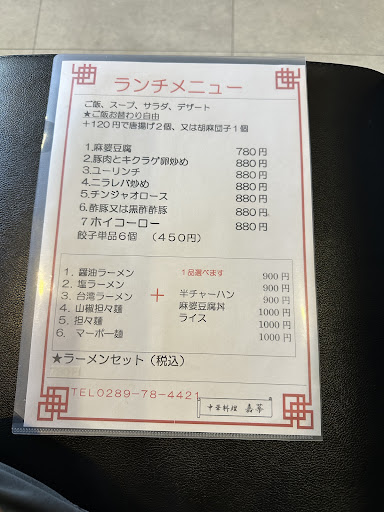 ランチメニュー
ご飯、スープ、サラダ、デザート
★ご飯お替わり自由
+120円で唐揚げ2個、又は胡麻団子1個
1.麻婆豆腐 780円
2.豚肉とキクラゲ卵炒め 880円
3.ユーリンチ 880円
4.ニラレバ炒め 880円
5.チンジャオロース 880円
6.酢豚又は黒酢酢豚 880円
7ホイコーロー 880円
餃子単品6個 (450円)
1品選べます
1. 醤油ラーメン 900円
2. 塩ラーメン 半チャーハン 900円
3. 台湾ラーメン + 麻婆豆腐丼 900円
4. 山椒担々麺 ライス 1000円
5. 担々麺 1000円
6. マーボー麺 1000円
★ラーメンセット(税込)
TEL0289-78-4421
中華料理 嘉